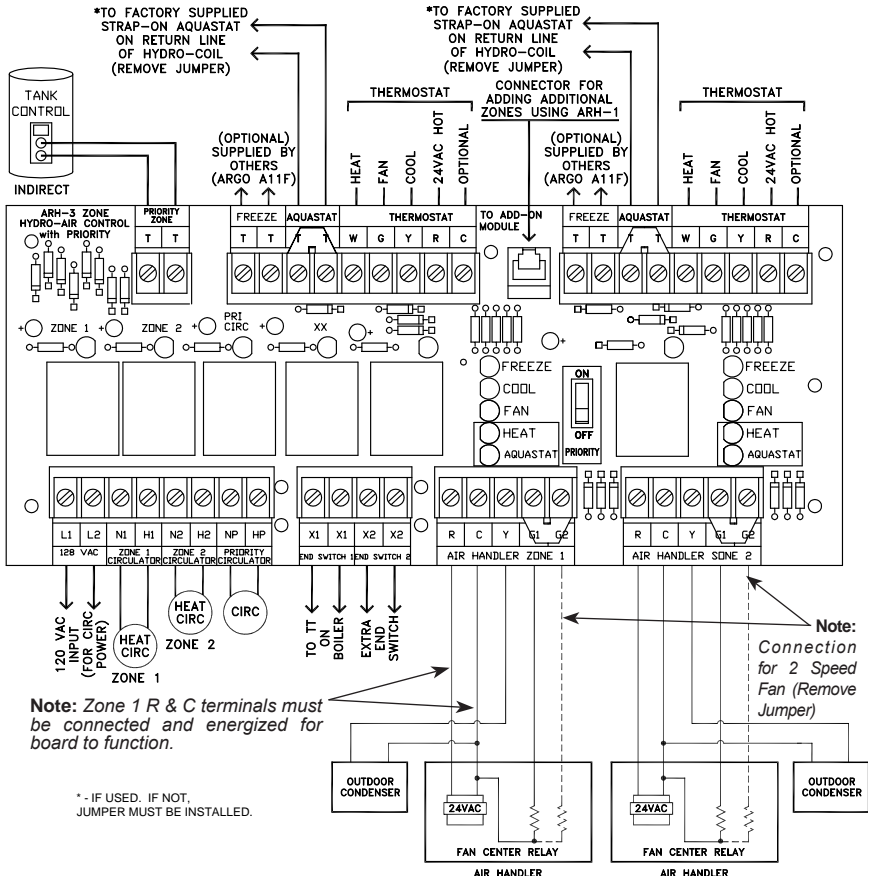 *TO FACTORY SUPPLIED
STRAP-ON AQUASTAT
ON RETURN LINE
OF HYDRO-COIL
(REMOVE JUMPER)
*TO FACTORY SUPPLIED
STRAP-ON AQUASTAT
ON RETURN LINE
OF HYDRO-COIL
(REMOVE JUMPER)
TANK
CONTROL
INDIRECT
(OPTIONAL)
SUPPLIED BY
OTHERS
(ARGO A11F)
THERMOSTAT
HEAT
FAN
COOL
24VAC HOT
OPTIONAL
CONNECTOR FOR
ADDING ADDITIONAL
ZONES USING ARH-1
(OPTIONAL)
SUPPLIED BY
OTHERS
(ARGO A11F)
THERMOSTAT
HEAT
FAN
COOL
24VAC HOT
OPTIONAL
ARH-3 ZONE
HYDRO-AIR CONTROL
with PRIORITY
PRIORITY
ZONE
T T
FREEZE AQUASTAT THERMOSTAT
T T T T W G Y R C
TO ADD-ON
MODULE
FREEZE AQUASTAT THERMOSTAT
T T T T W G Y R C
ZONE 1
ZONE 2
PRI
CIRC
XX
FREEZE
COOL
FAN
HEAT
AQUASTAT
ON
OFF
PRIORITY
FREEZE
COOL
FAN
HEAT
AQUASTAT
L1 L2 N1 H1 N2 H2 NP HP
128 VAC
ZONE 1
CIRCULATOR
ZONE 2
CIRCULATOR
PRIORITY
CIRCULATOR
X1 X1 X2 X2
END SWITCH 1 END SWITCH 2
R C Y G1 G2
AIR HANDLER ZONE 1
R C Y G1 G2
AIR HANDLER SONE 2
120 VAC
INPUT
(FOR CIRC
POWER)
HEAT
CIRC
ZONE 1
HEAT
CIRC
ZONE 2
CIRC
TO TT
ON
BOILER
EXTRA
END
SWITCH
Note:
Connection
for 2 Speed
Fan (Remove
Jumper)
Note: Zone 1 R & C terminals must
be connected and energized for
board to function.
* - IF USED. IF NOT,
JUMPER MUST BE INSTALLED.
OUTDOOR
CONDENSER
24VAC
FAN CENTER RELAY
AIR HANDLER
24VAC
FAN CENTER RELAY
AIR HANDLER
OUTDOOR
CONDENSER